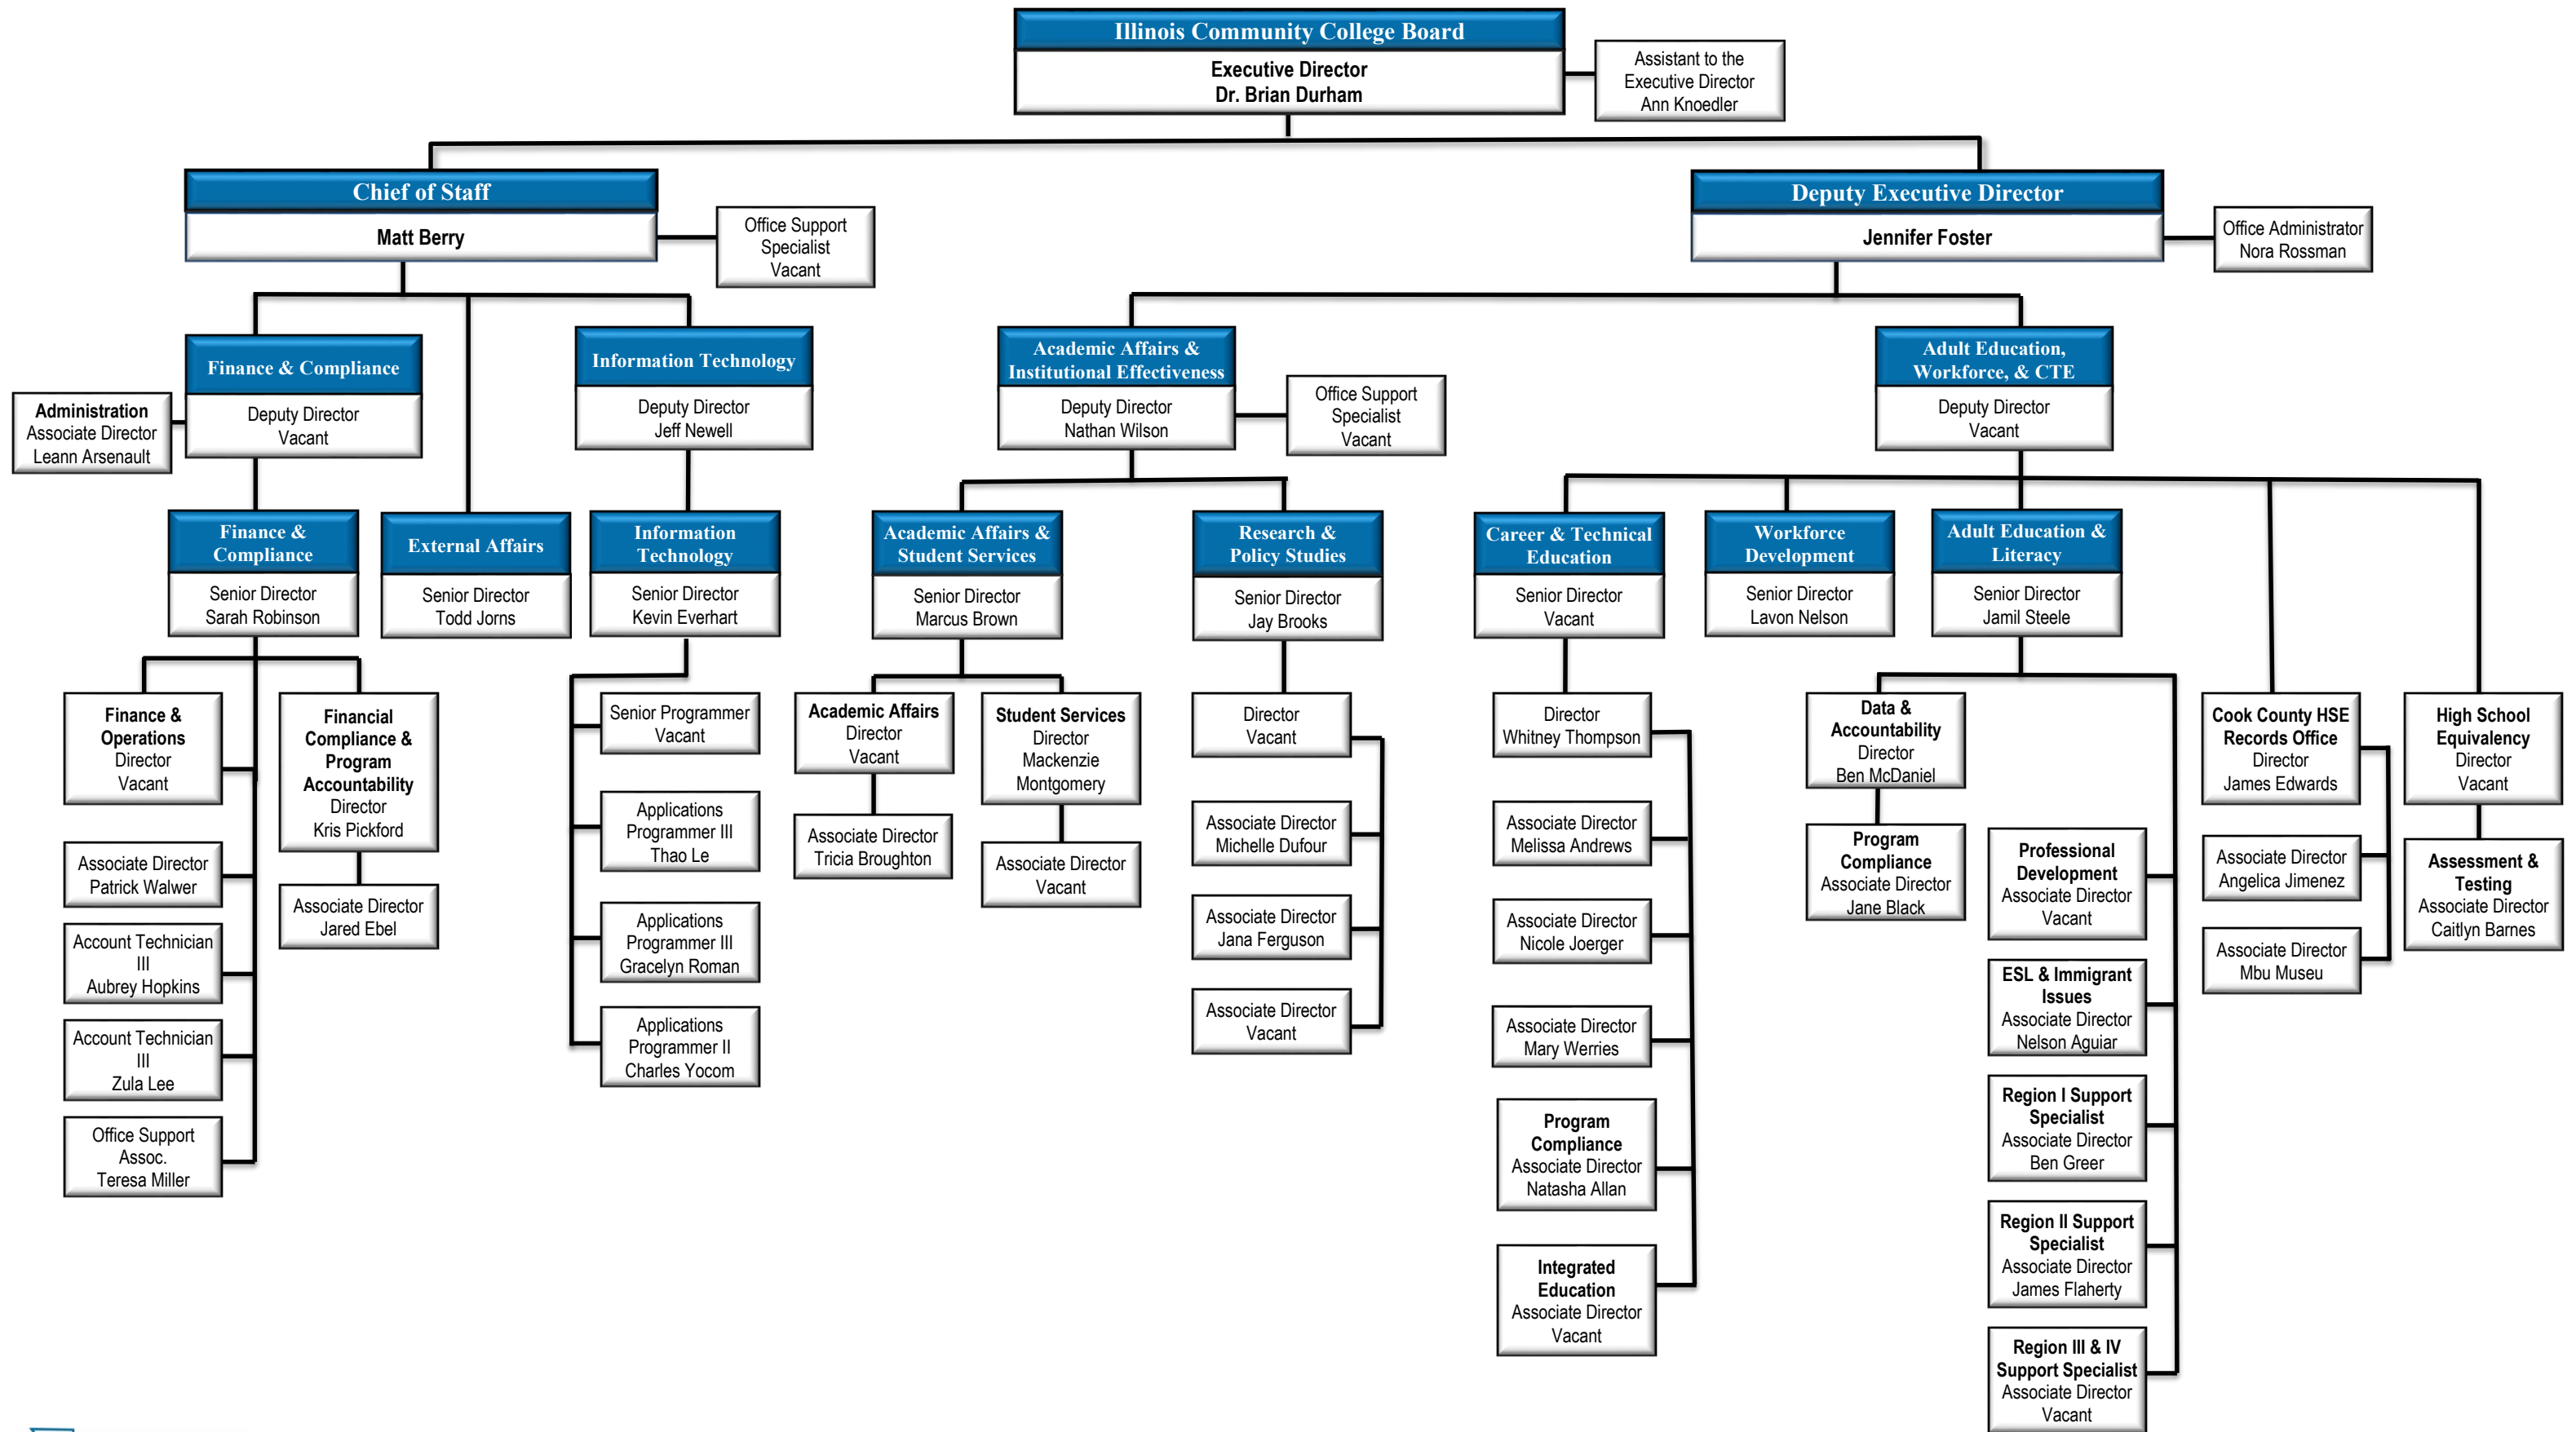 Illinois Community College Board
Executive Director
Dr. Brian Durham
Assistant to the
Executive Director
Ann Knoedler
Chief of Staff
Matt Berry
Office Support
Specialist
Vacant
Deputy Executive Director
Jennifer Foster
Office Administrator
Nora Rossman
Finance & Compliance
Deputy Director
Vacant
Administration
Associate Director
Leann Arsenault
Information Technology
Deputy Director
Jeff Newell
Academic Affairs &
Institutional Effectiveness
Deputy Director
Nathan Wilson
Office Support
Specialist
Vacant
Adult Education,
Workforce, & CTE
Deputy Director
Vacant
Finance &
Compliance
Senior Director
Sarah Robinson
External Affairs
Senior Director
Todd Jorns
Information
Technology
Senior Director
Kevin Everhart
Academic Affairs &
Student Services
Senior Director
Marcus Brown
Research &
Policy Studies
Senior Director
Jay Brooks
Career & Technical
Education
Senior Director
Vacant
Workforce
Development
Senior Director
Lavon Nelson
Adult Education &
Literacy
Senior Director
Jamil Steele
Finance &
Operations
Director
Vacant
Associate Director
Patrick Walwer
Account Technician
III
Aubrey Hopkins
Account Technician
III
Zula Lee
Office Support
Assoc.
Teresa Miller
Financial
Compliance &
Program
Accountability
Director
Kris Pickford
Associate Director
Jared Ebel
Senior Programmer
Vacant
Applications
Programmer III
Thao Le
Applications
Programmer III
Gracelyn Roman
Applications
Programmer II
Charles Yocom
Academic Affairs
Director
Vacant
Associate Director
Tricia Broughton
Student Services
Director
Mackenzie
Montgomery
Associate Director
Vacant
Director
Vacant
Associate Director
Michelle Dufour
Associate Director
Jana Ferguson
Associate Director
Vacant
Director
Whitney Thompson
Associate Director
Melissa Andrews
Associate Director
Nicole Joerger
Associate Director
Mary Werries
Program
Compliance
Associate Director
Natasha Allan
Integrated
Education
Associate Director
Vacant
Data &
Accountability
Director
Ben McDaniel
Program
Compliance
Associate Director
Jane Black
Professional
Development
Associate Director
Vacant
ESL & Immigrant
Issues
Associate Director
Nelson Aguiar
Region I Support
Specialist
Associate Director
Ben Greer
Region II Support
Specialist
Associate Director
James Flaherty
Region III & IV
Support Specialist
Associate Director
Vacant
Cook County HSE
Records Office
Director
James Edwards
Associate Director
Angelica Jimenez
Associate Director
Mbu Museu
High School
Equivalency
Director
Vacant
Assessment &
Testing
Associate Director
Caitlyn Barnes